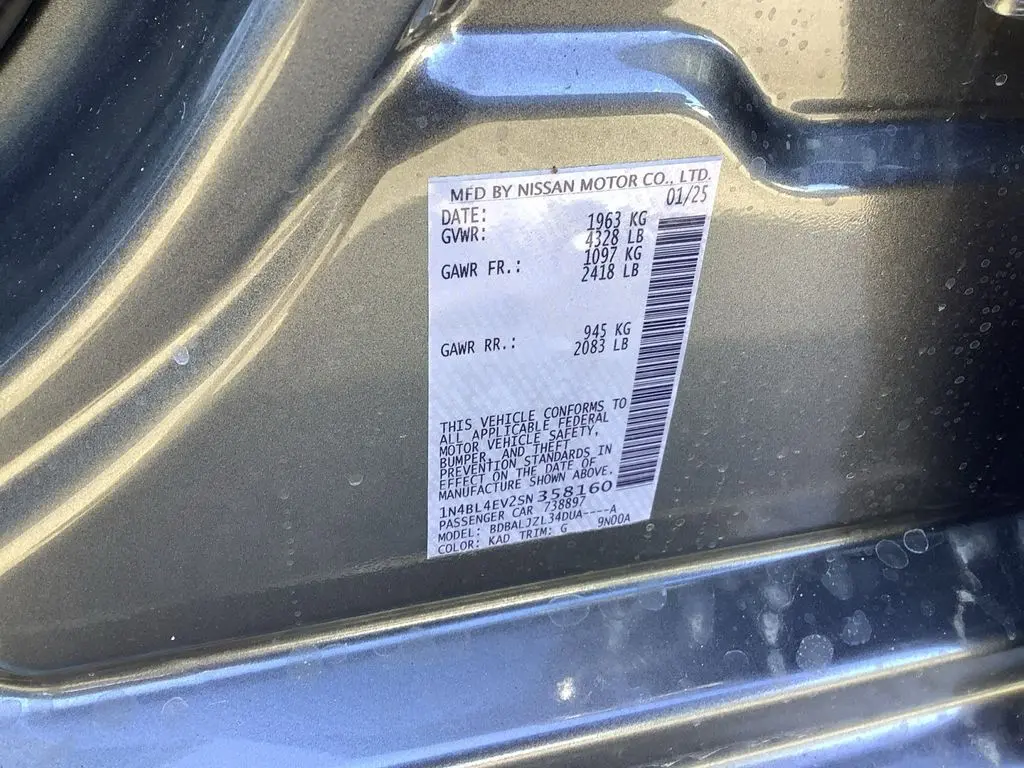 MFD BY NISSAN MOTOR CO., LTD.
DATE: 01/25
GVWR: 1963 KG
4328 LB
GAWR FR.: 1097 KG
2418 LB
GAWR RR.: 945 KG
2083 LB
THIS VEHICLE CONFORMS TO
ALL APPLICABLE FEDERAL
MOTOR VEHICLE SAFETY,
BUMPER, AND THEFT
PREVENTION STANDARDS IN
EFFECT ON THE DATE OF
MANUFACTURE SHOWN ABOVE.
1N4BL4EV2SN358160
PASSENGER CAR 738897
MODEL: BDBALJZL34DUA----A
COLOR: KAD TRIM: G 9N00A